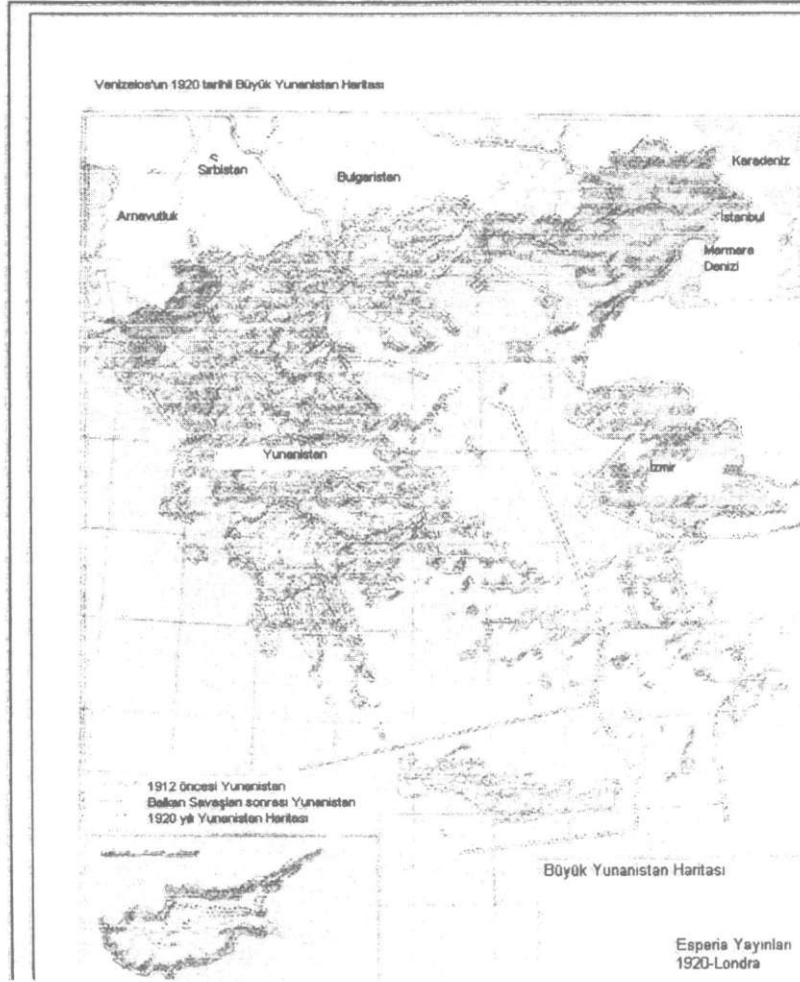 Venizelos'un 1920 tarihli Büyük Yunanistan Haritası
Karadeniz
Sırbistan
Bulgaristan
Arnavutluk
İstanbul
Marmara
Denizi
Yunanistan
İzmir
1912 öncesi Yunanistan
Balkan Savaşları sonrası Yunanistan
1920 yılı Yunanistan Haritası
Büyük Yunanistan Haritası
Esperia Yayınları
1920-Londra